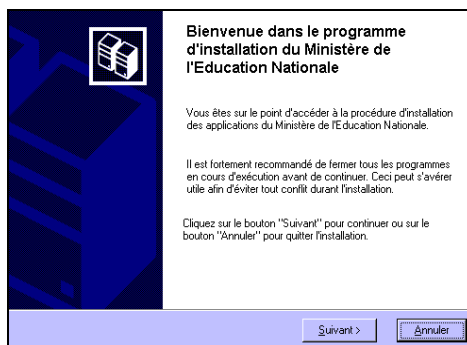 Bienvenue dans le programme
d'installation du Ministère de
l'Education Nationale
Vous êtes sur le point d'accéder à la procédure d'installation
des applications du Ministère de l'Education Nationale.
Il est fortement recommandé de fermer tous les programmes
en cours d'exécution avant de continuer. Ceci peut s'avérer
utile afin d'éviter tout conflit durant l'installation.
Cliquez sur le bouton "Suivant" pour continuer ou sur le
bouton "Annuler" pour quitter l'installation.
Suivant > Annuler